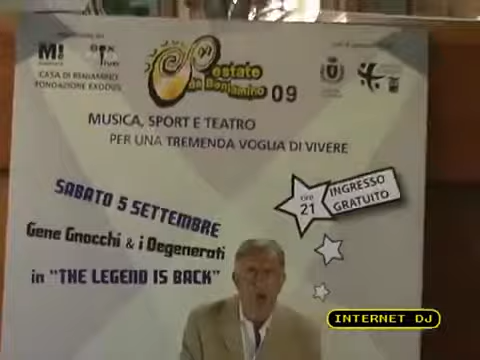 M!
CASA DI BENIAMINO
FONDAZIONE EXODUS
estate
da Beniamino 09
MUSICA, SPORT E TEATRO
PER UNA TREMENDA VOGLIA DI VIVERE
SABATO 5 SETTEMBRE
ore
21
INGRESSO
GRATUITO
Gene Gnocchi & i Degenerati
in "THE LEGEND IS BACK"
INTERNET DJ